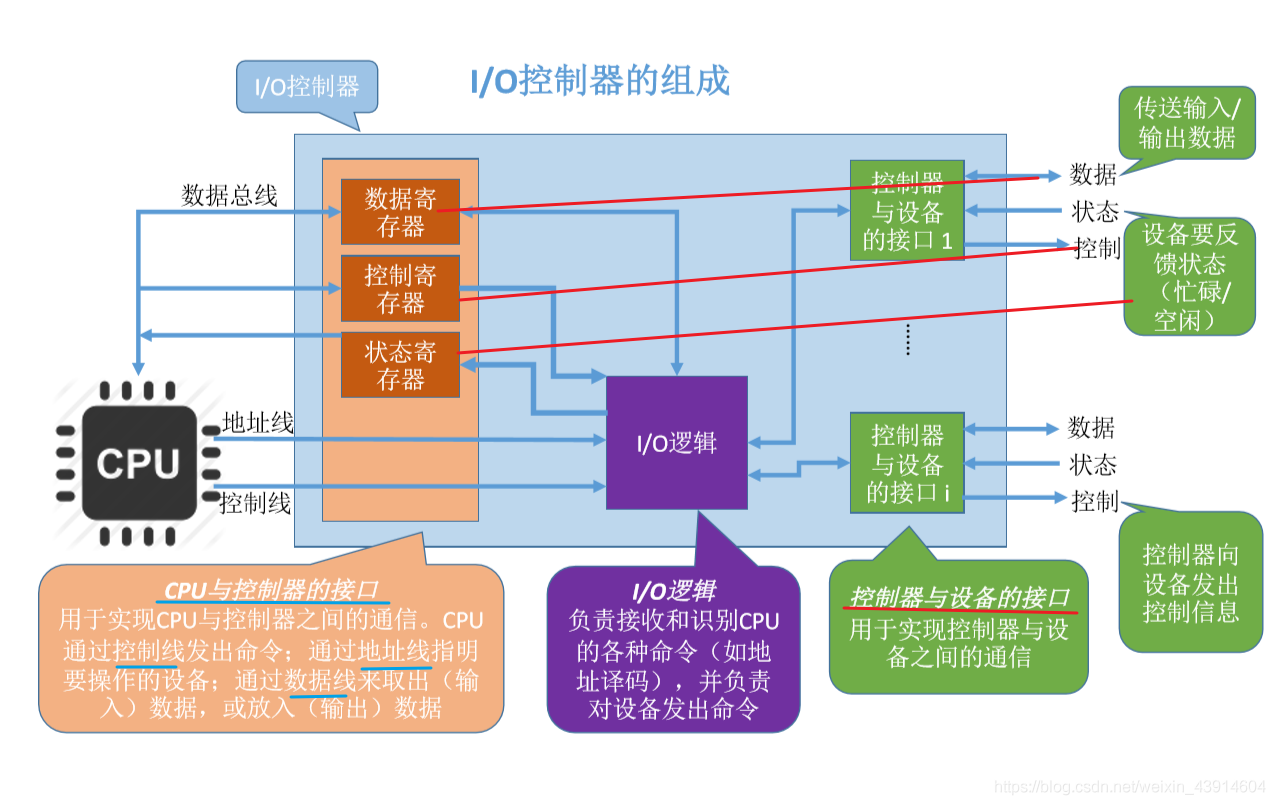 I/O控制器的组成
I/O控制器
传送输入/
输出数据
数据总线
数据寄
存器
控制寄
存器
状态寄
存器
控制器
与设备
的接口 1
数据
状态
控制
设备要反
馈状态
（忙碌/
空闲）
CPU
地址线
控制线
I/O逻辑
控制器
与设备
的接口 i
数据
状态
控制
控制器向
设备发出
控制信息
CPU与控制器的接口
用于实现CPU与控制器之间的通信。CPU
通过控制线发出命令；通过地址线指明
要操作的设备；通过数据线来取出（输
入）数据，或放入（输出）数据
I/O逻辑
负责接收和识别CPU
的各种命令（如地
址译码），并负责
对设备发出命令
控制器与设备的接口
用于实现控制器与设
备之间的通信
https://blog.csdn.net/weixin_43914604